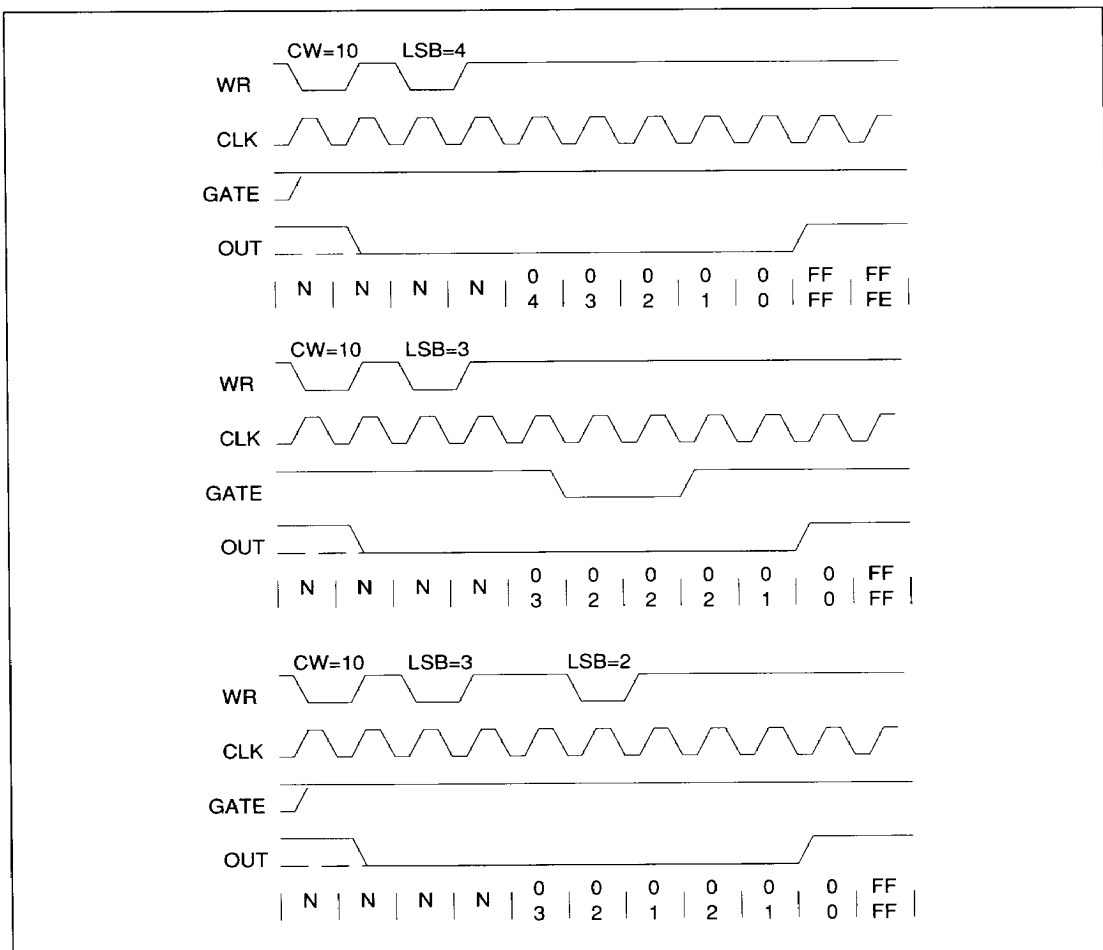 CW=10 LSB=4
WR
CLK
GATE
OUT
| N | N | N | N | 0 4 | 0 3 | 0 2 | 0 1 | 0 0 | FF FF | FF FE |
CW=10 LSB=3
WR
CLK
GATE
OUT
| N | N | N | N | 0 3 | 0 2 | 0 2 | 0 2 | 0 1 | 0 0 | FF FF |
CW=10 LSB=3 LSB=2
WR
CLK
GATE
OUT
| N | N | N | N | 0 3 | 0 2 | 0 1 | 0 2 | 0 1 | 0 0 | FF FF |